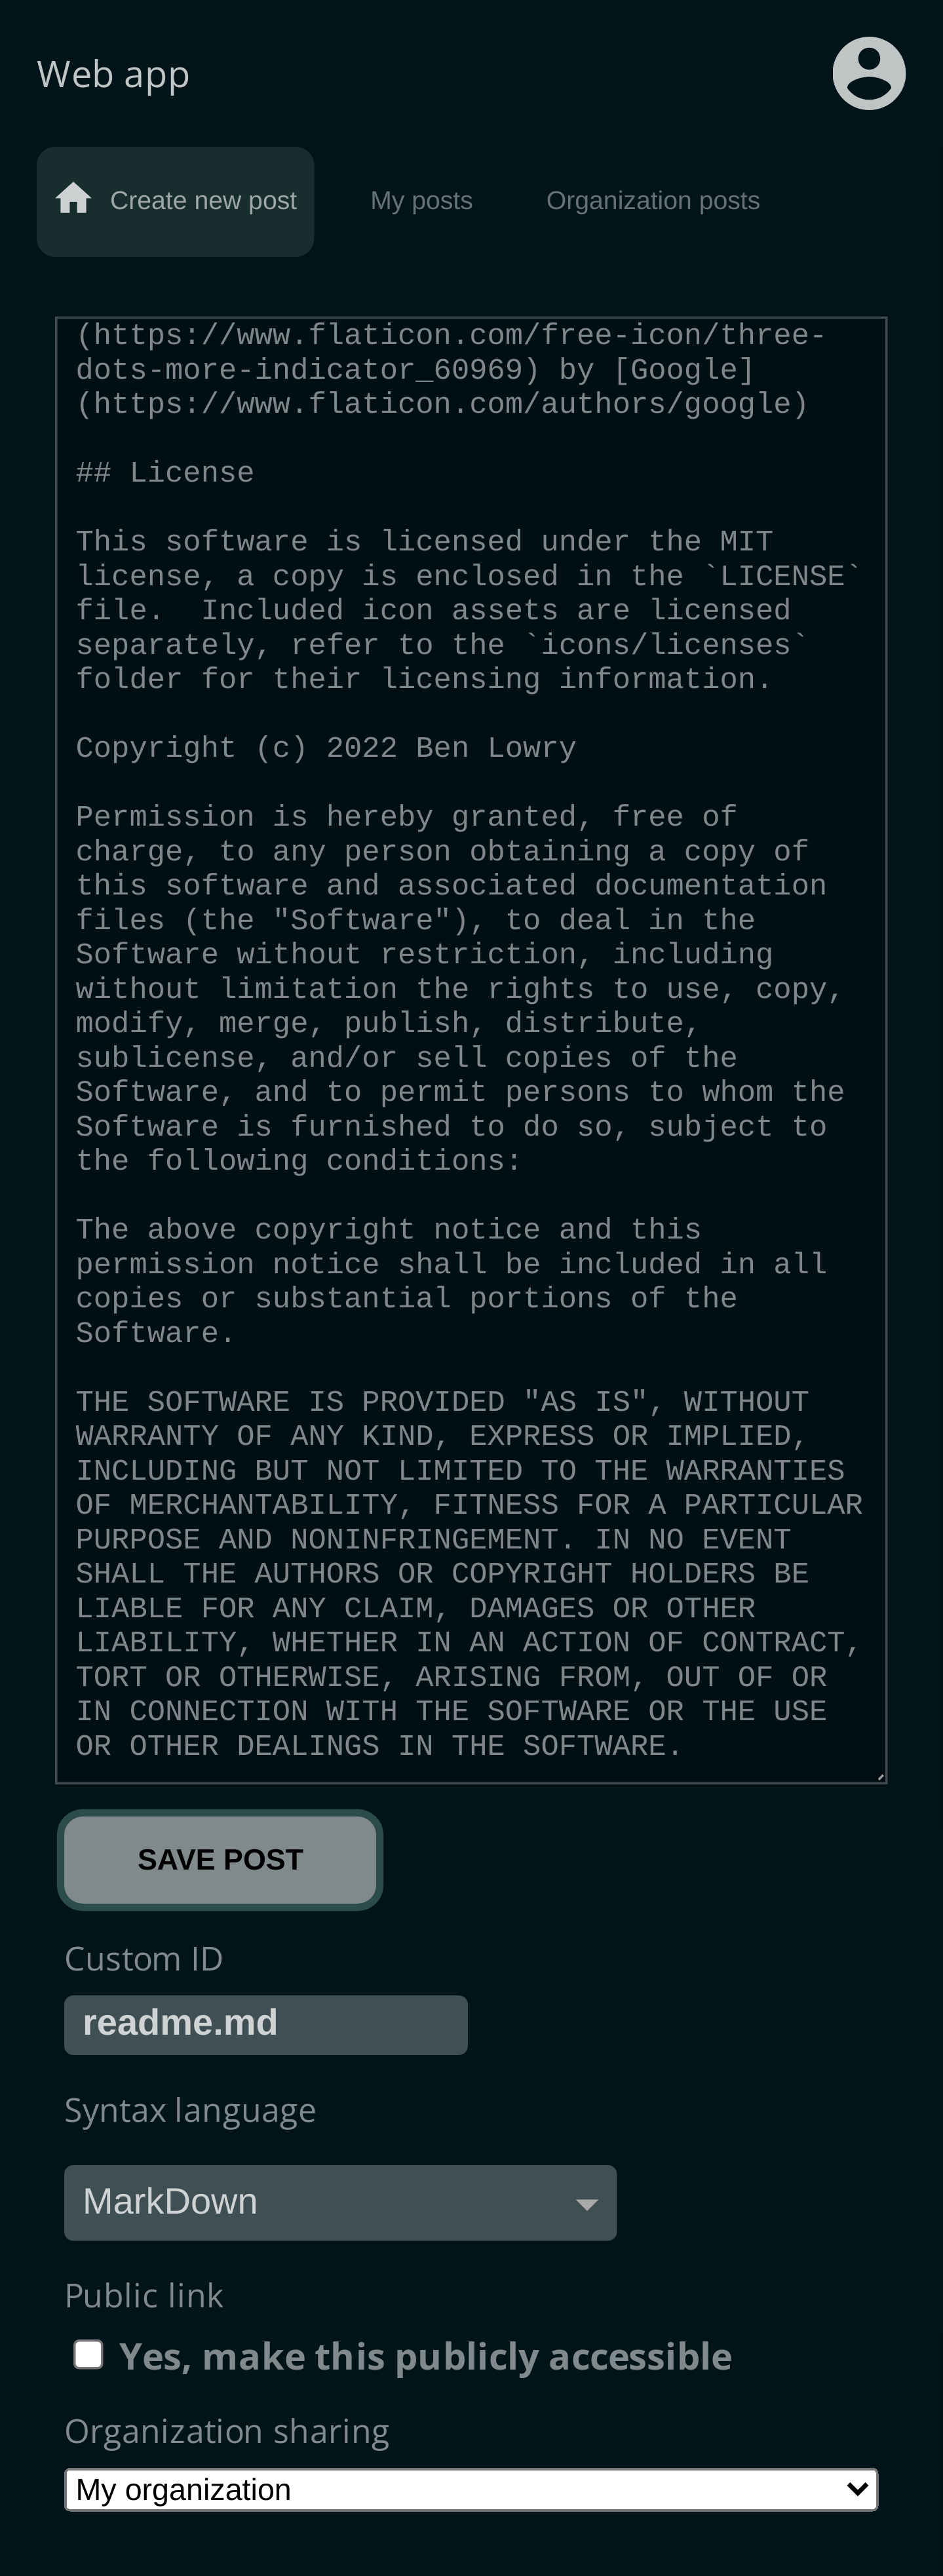 Web app
Create new post
My posts
Organization posts
(https://www.flaticon.com/free-icon/three-
dots-more-indicator_60969) by [Google]
(https://www.flaticon.com/authors/google)
## License
This software is licensed under the MIT
license, a copy is enclosed in the `LICENSE`
file.  Included icon assets are licensed
separately, refer to the `icons/licenses`
folder for their licensing information.
Copyright (c) 2022 Ben Lowry
Permission is hereby granted, free of
charge, to any person obtaining a copy of
this software and associated documentation
files (the "Software"), to deal in the
Software without restriction, including
without limitation the rights to use, copy,
modify, merge, publish, distribute,
sublicense, and/or sell copies of the
Software, and to permit persons to whom the
Software is furnished to do so, subject to
the following conditions:
The above copyright notice and this
permission notice shall be included in all
copies or substantial portions of the
Software.
THE SOFTWARE IS PROVIDED "AS IS", WITHOUT
WARRANTY OF ANY KIND, EXPRESS OR IMPLIED,
INCLUDING BUT NOT LIMITED TO THE WARRANTIES
OF MERCHANTABILITY, FITNESS FOR A PARTICULAR
PURPOSE AND NONINFRINGEMENT. IN NO EVENT
SHALL THE AUTHORS OR COPYRIGHT HOLDERS BE
LIABLE FOR ANY CLAIM, DAMAGES OR OTHER
LIABILITY, WHETHER IN AN ACTION OF CONTRACT,
TORT OR OTHERWISE, ARISING FROM, OUT OF OR
IN CONNECTION WITH THE SOFTWARE OR THE USE
OR OTHER DEALINGS IN THE SOFTWARE.
SAVE POST
Custom ID
readme.md
Syntax language
MarkDown
Public link
Yes, make this publicly accessible
Organization sharing
My organization